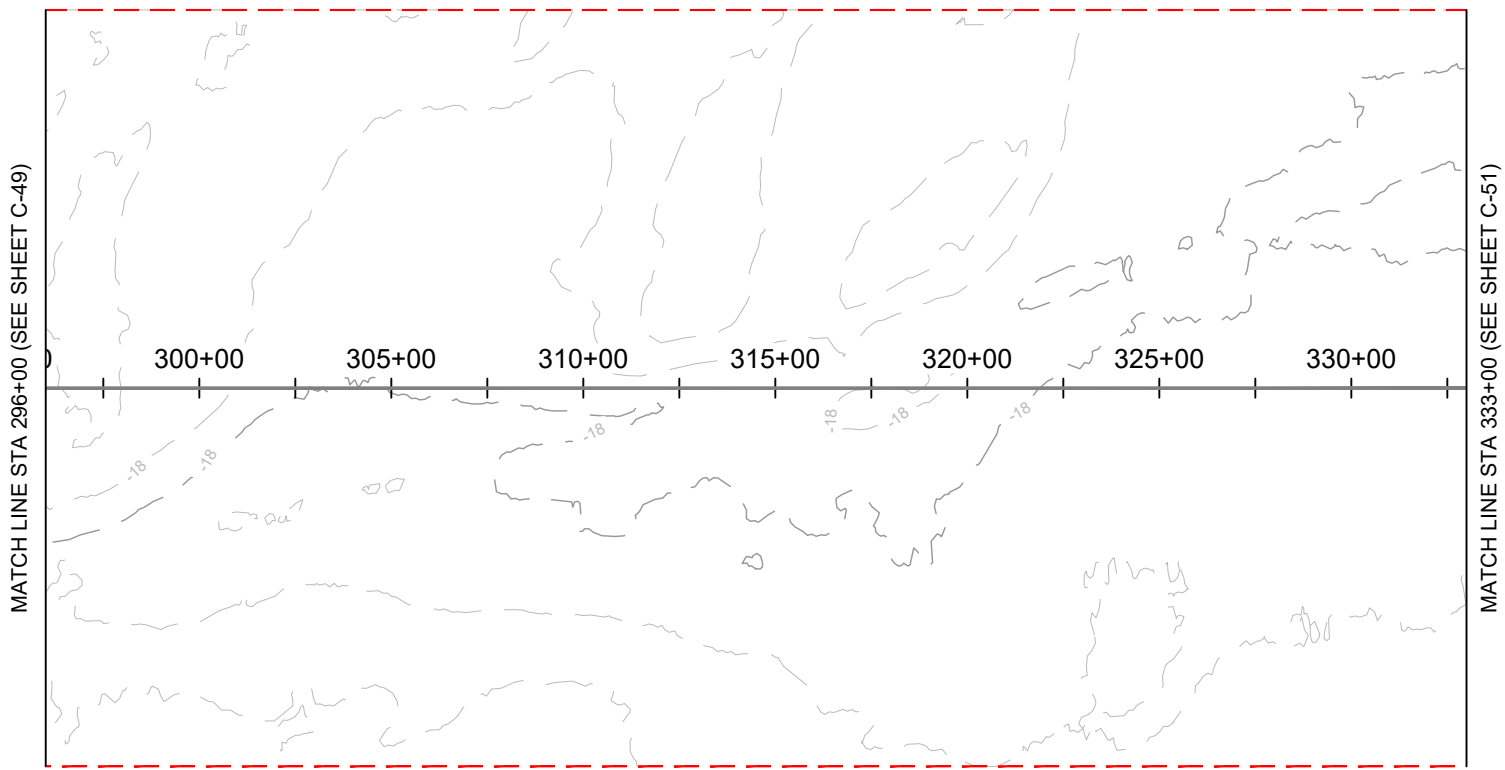 MATCH LINE STA 296+00 (SEE SHEET C-49)
0 300+00 305+00 310+00 315+00 320+00 325+00 330+00
-18 -18 -18 -18 -18 -18
MATCH LINE STA 333+00 (SEE SHEET C-51)